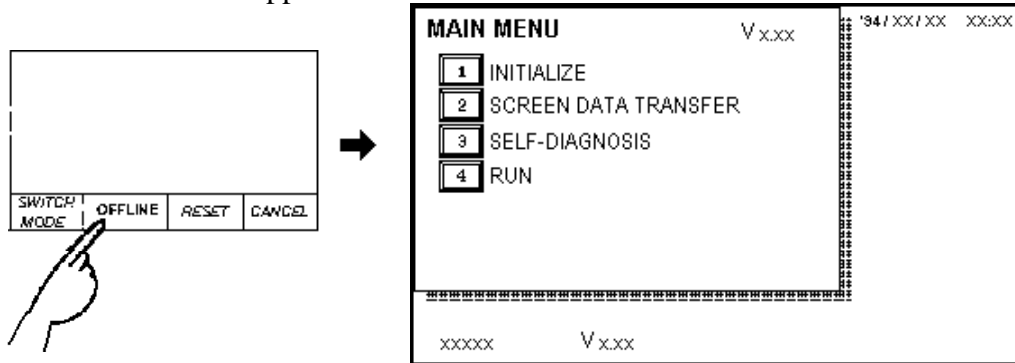 MAIN MENU V x.xx '94/XX/XX XX:XX
1 INITIALIZE
2 SCREEN DATA TRANSFER
3 SELF-DIAGNOSIS
4 RUN
SWITCH MODE OFFLINE RESET CANCEL
xxxxx V x.xx